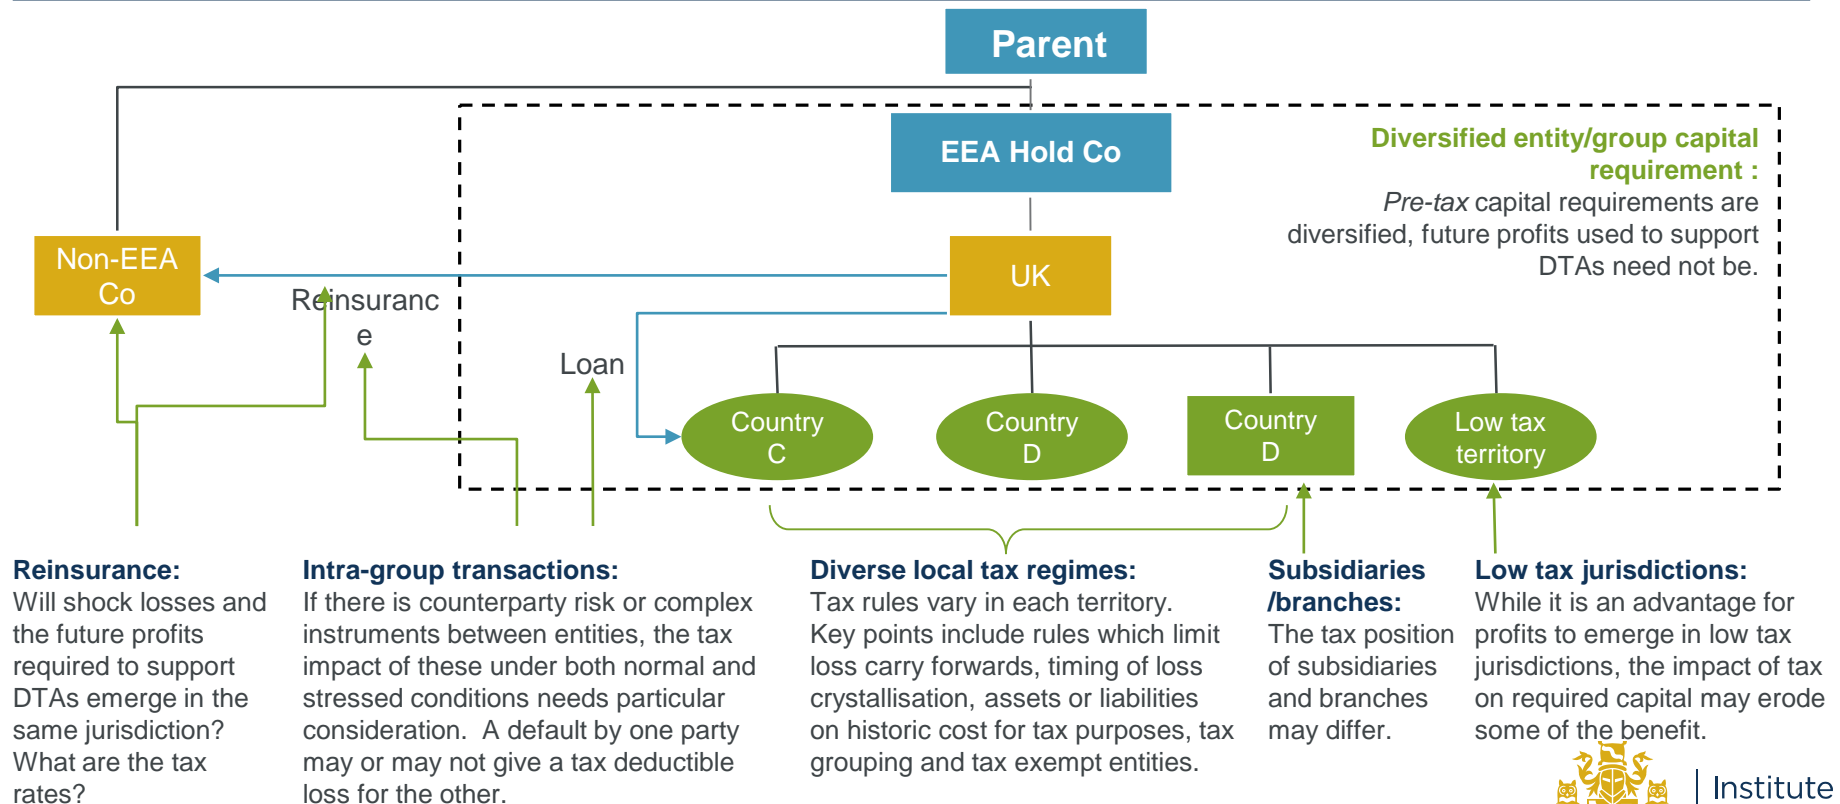 Parent
EEA Hold Co
Diversified entity/group capital
requirement :
Pre-tax capital requirements are
diversified, future profits used to support
DTAs need not be.
Non-EEA
Co
UK
Reinsuranc
e
Loan
Country
C
Country
D
Country
D
Low tax
territory
Reinsurance:
Will shock losses and
the future profits
required to support
DTAs emerge in the
same jurisdiction?
What are the tax
rates?
Intra-group transactions:
If there is counterparty risk or complex
instruments between entities, the tax
impact of these under both normal and
stressed conditions needs particular
consideration.  A default by one party
may or may not give a tax deductible
loss for the other.
Diverse local tax regimes:
Tax rules vary in each territory.
Key points include rules which limit
loss carry forwards, timing of loss
crystallisation, assets or liabilities
on historic cost for tax purposes, tax
grouping and tax exempt entities.
Subsidiaries
/branches:
The tax position
of subsidiaries
and branches
may differ.
Low tax jurisdictions:
While it is an advantage for
profits to emerge in low tax
jurisdictions, the impact of tax
on required capital may erode
some of the benefit.
Institute